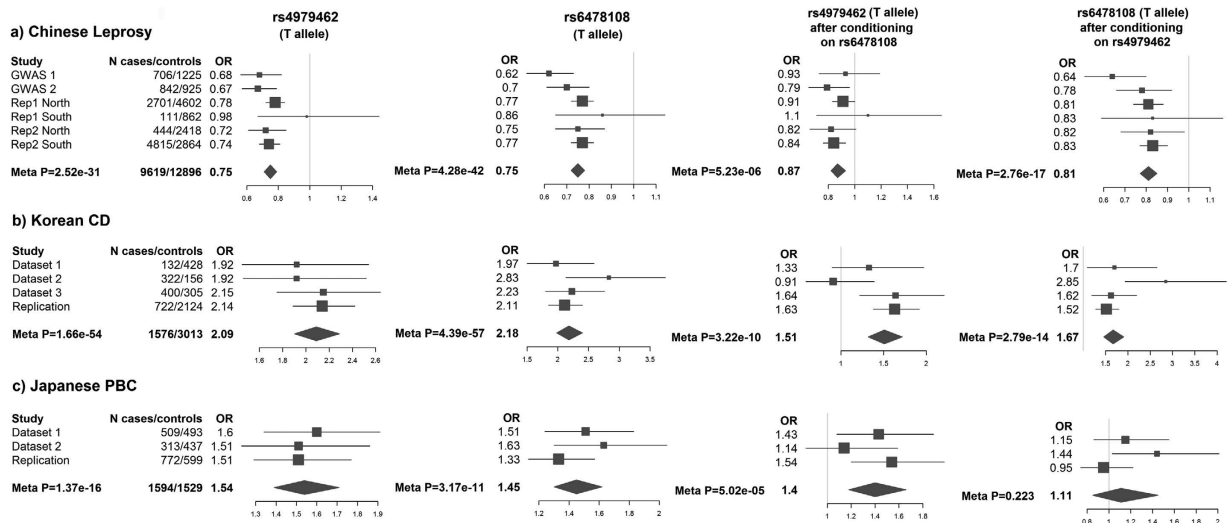 rs4979462
(T allele)
rs6478108
(T allele)
rs4979462 (T allele)
after conditioning
on rs6478108
rs6478108 (T allele)
after conditioning
on rs4979462
a) Chinese Leprosy
Study N cases/controls OR OR OR OR
GWAS 1 706/1225 0.68 0.62 0.93 0.64
GWAS 2 842/925 0.67 0.7 0.79 0.78
Rep1 North 2701/4602 0.78 0.77 0.91 0.81
Rep1 South 111/862 0.98 0.86 1.1 0.83
Rep2 North 444/2418 0.72 0.75 0.82 0.82
Rep2 South 4815/2864 0.74 0.77 0.84 0.83
Meta P=2.52e-31 9619/12896 0.75 Meta P=4.28e-42 0.75 Meta P=5.23e-06 0.87 Meta P=2.76e-17 0.81
0.6 0.8 1 1.2 1.4 0.6 0.7 0.8 0.9 1 1.1 0.8 1 1.2 1.4 1.6 0.6 0.7 0.8 0.9 1 1.1
b) Korean CD
Study N cases/controls OR OR OR OR
Dataset 1 132/428 1.92 1.97 1.33 1.7
Dataset 2 322/156 1.92 2.83 0.91 2.85
Dataset 3 400/305 2.15 2.23 1.64 1.62
Replication 722/2124 2.14 2.11 1.63 1.52
Meta P=1.66e-54 1576/3013 2.09 Meta P=4.39e-57 2.18 Meta P=3.22e-10 1.51 Meta P=2.79e-14 1.67
1.6 1.8 2 2.2 2.4 2.6 1.5 2 2.5 3 3.5 1 1.5 2 1 1.5 2 2.5 3 3.5 4
c) Japanese PBC
Study N cases/controls OR OR OR OR
Dataset 1 509/493 1.6 1.51 1.43 1.15
Dataset 2 313/437 1.51 1.63 1.14 1.44
Replication 772/599 1.51 1.33 1.54 0.95
Meta P=1.37e-16 1594/1529 1.54 Meta P=3.17e-11 1.45 Meta P=5.02e-05 1.4 Meta P=0.223 1.11
1.3 1.4 1.5 1.6 1.7 1.8 1.9 1.2 1.4 1.6 1.8 2 1 1.2 1.4 1.6 1.8 0.8 1 1.2 1.4 1.6 1.8 2